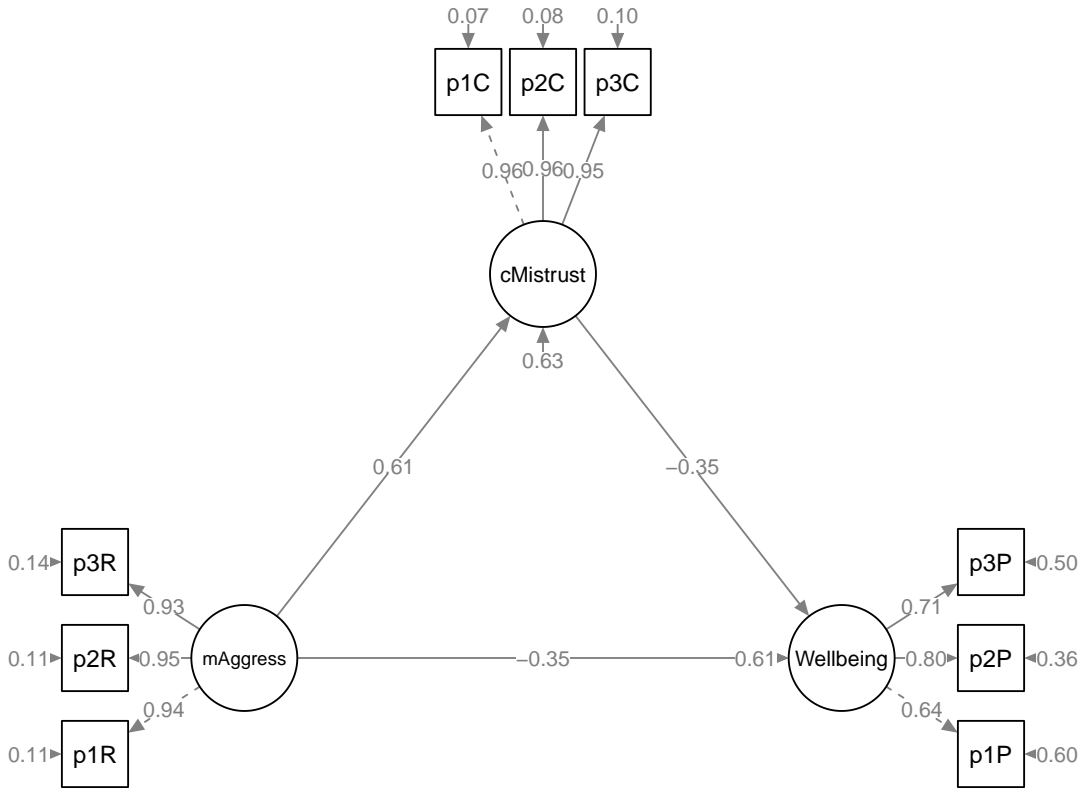 0.07 0.08 0.10
p1C p2C p3C
0.96 0.96 0.95
cMistrust
0.63
0.61 −0.35
p3R p3P
0.14 0.50
0.93 0.71
p2R mAggress Wellbeing p2P
0.11 0.95 −0.35 0.61 0.80 0.36
0.94 0.64
0.11 p1R p1P 0.60